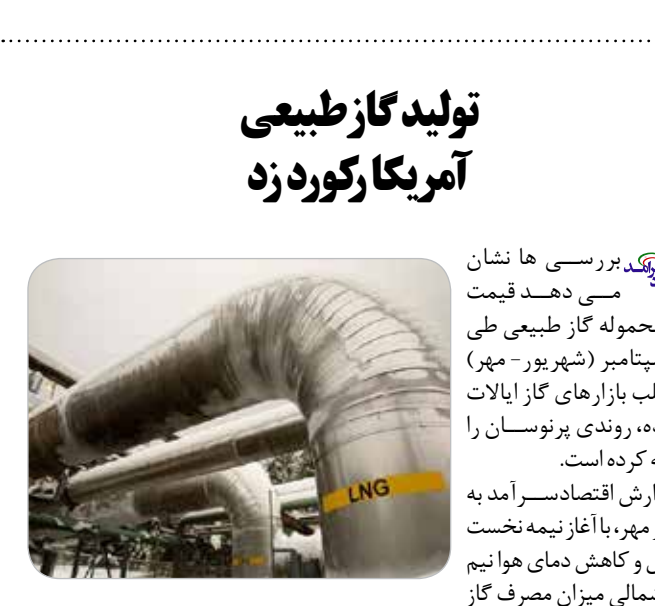 تولید گاز طبیعی
آمریکا رکورد زد
بررسی ها نشان
می دهد قیمت
محموله گاز طبیعی طی
سپتامبر (شهریور - مهر)
بازارهای گاز ایالات
روندی پرنوسان را
کرده است.
اقتصادسرآمد به
مهر، با آغاز نیمه نخست
و کاهش دمای هوا نیم
میزان مصرف گاز
LNG